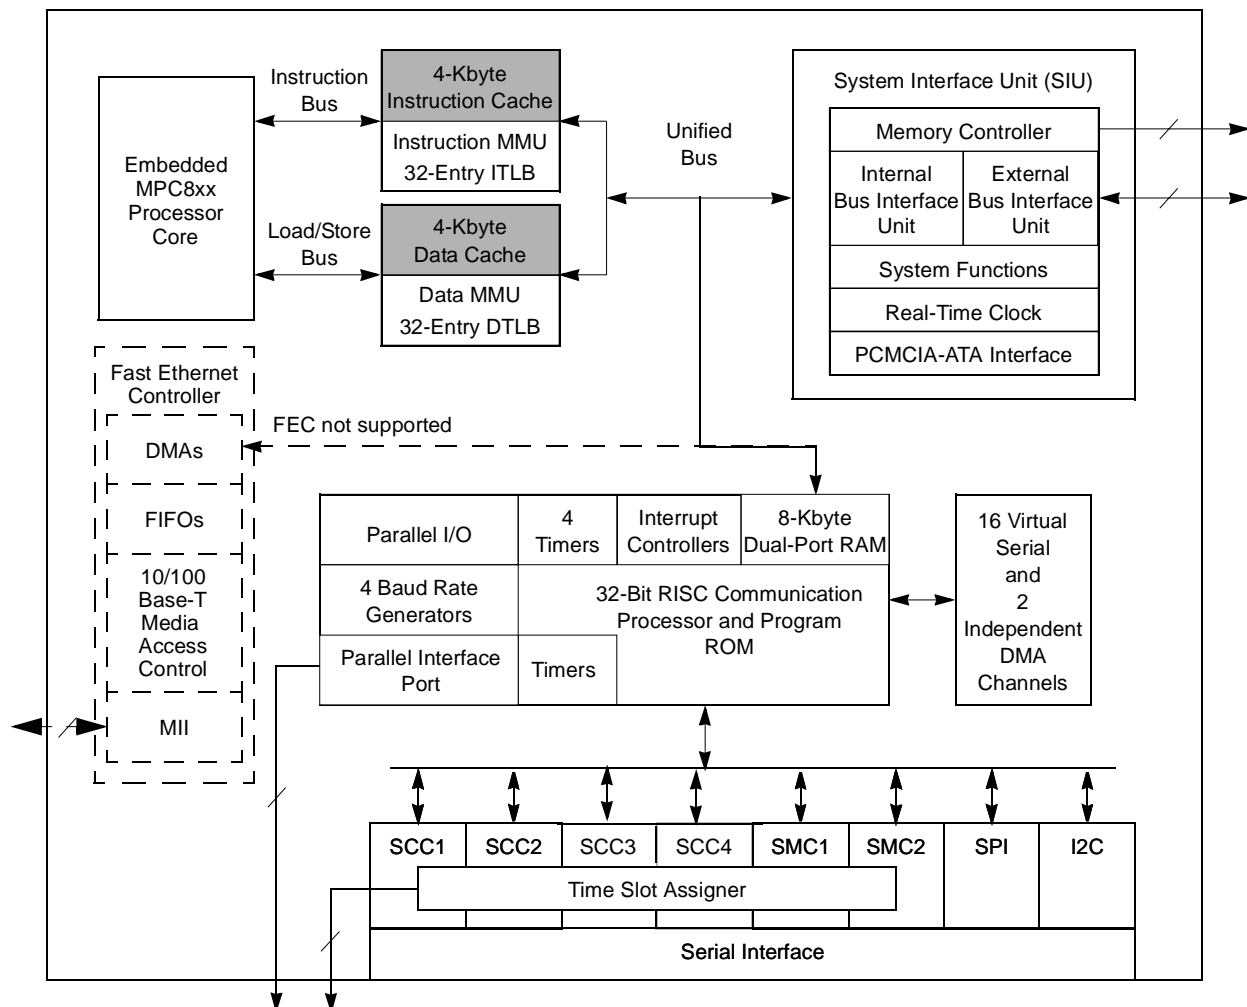 Instruction
Bus
4-Kbyte
Instruction Cache
Instruction MMU
32-Entry ITLB
Embedded
MPC8xx
Processor
Core
Load/Store
Bus
4-Kbyte
Data Cache
Data MMU
32-Entry DTLB
Unified
Bus
System Interface Unit (SIU)
Memory Controller
Internal
Bus Interface
Unit
External
Bus Interface
Unit
System Functions
Real-Time Clock
PCMCIA-ATA Interface
Fast Ethernet
Controller
DMAs
FIFOs
10/100
Base-T
Media
Access
Control
MII
FEC not supported
Parallel I/O
4
Timers
Interrupt
Controllers
8-Kbyte
Dual-Port RAM
4 Baud Rate
Generators
32-Bit RISC Communication
Processor and Program
ROM
Parallel Interface
Port
Timers
16 Virtual
Serial
and
2
Independent
DMA
Channels
SCC1
SCC2
SCC3
SCC4
SMC1
SMC2
SPI
I2C
Time Slot Assigner
Serial Interface